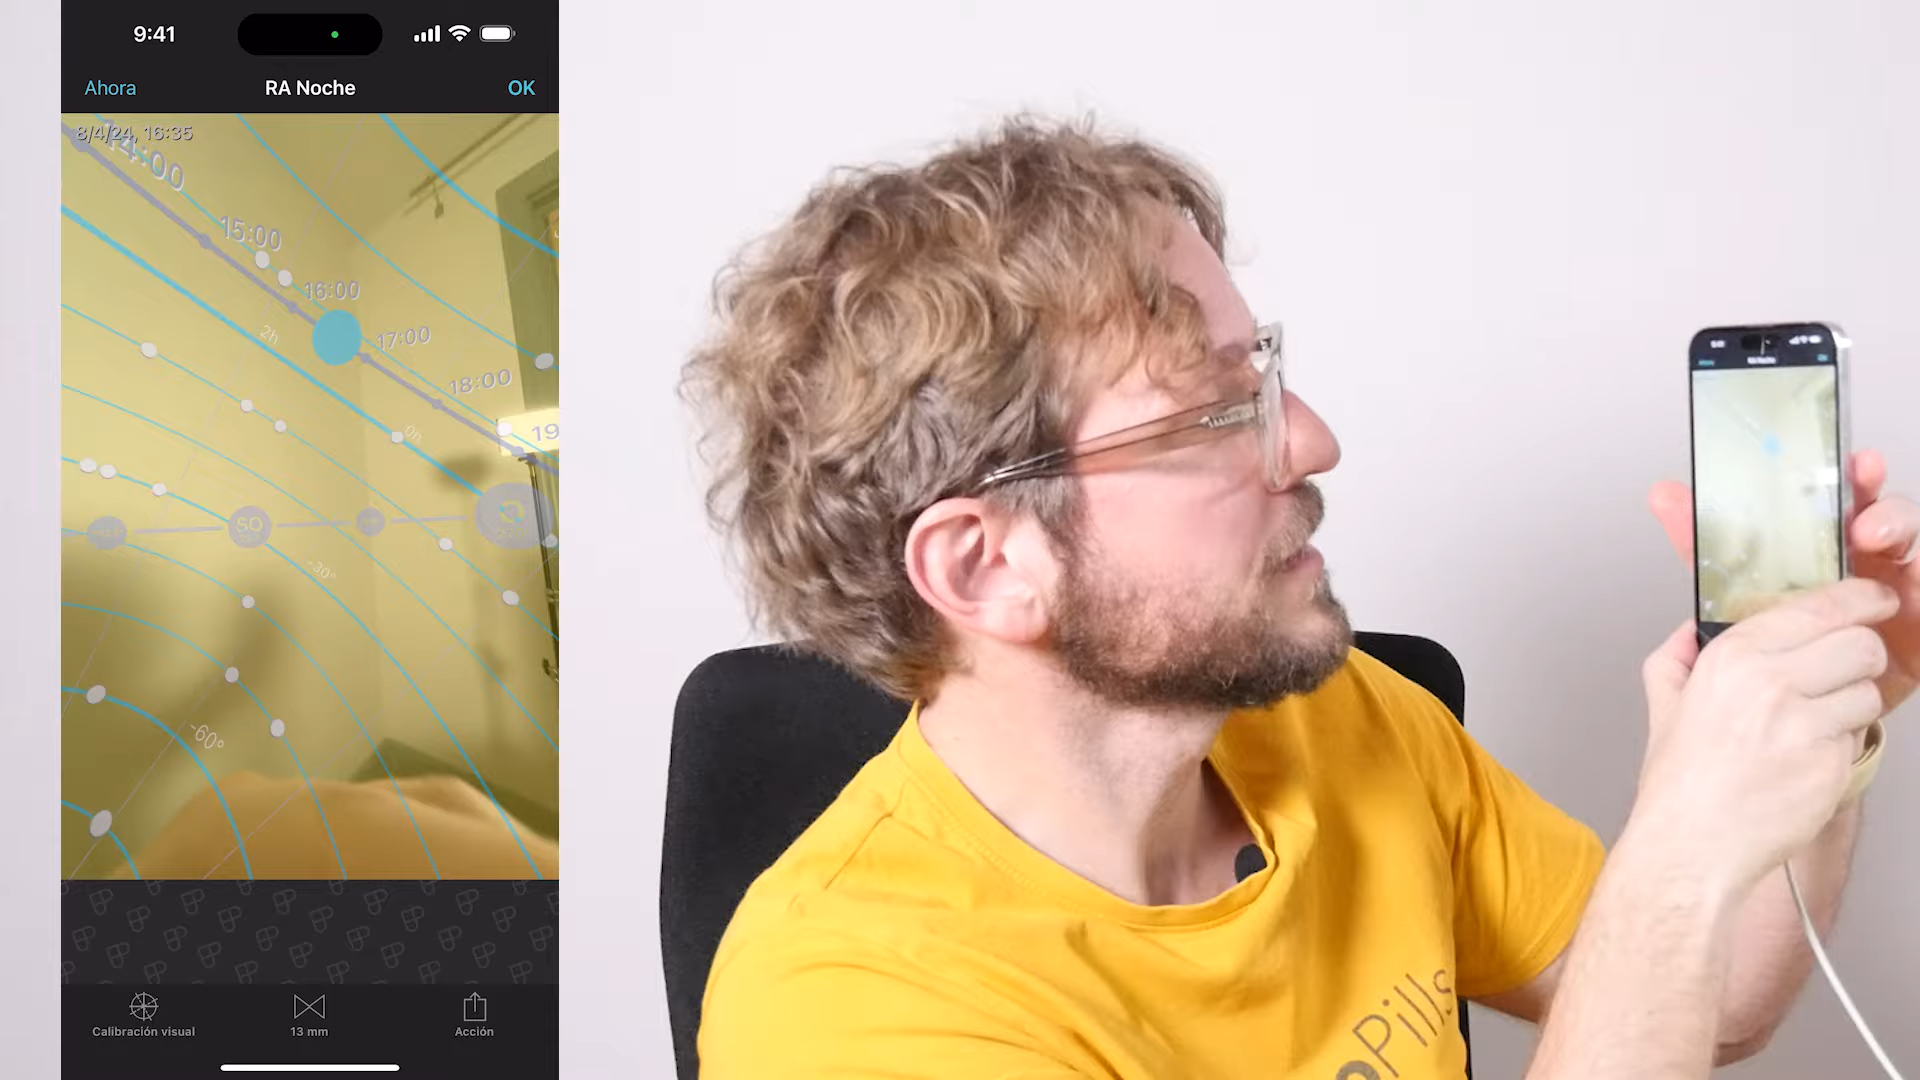 9:41
Ahora
RA Noche
OK
8/4/24, 16:35
14:00
15:00
16:00
2h
17:00
18:00
0h
19
SO
-30°
-60°
Calibración visual
13 mm
Acción
Pills